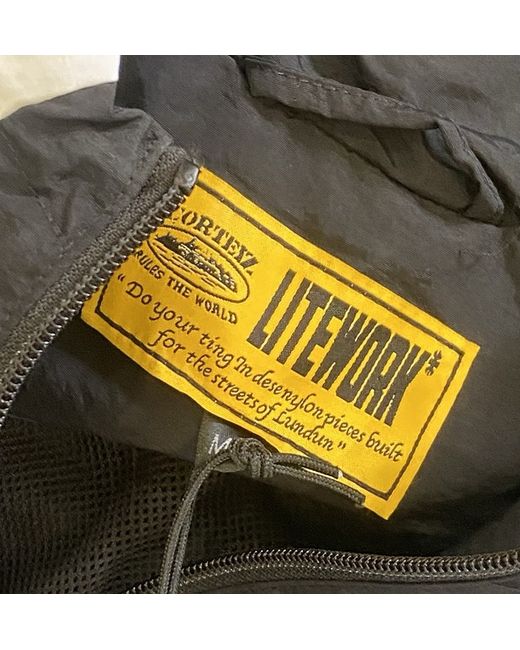 CORTEIZ
RULES THE WORLD
LITEWORK*
"Do your ting In desenylon pieces built
for the streets of Lundun"
M